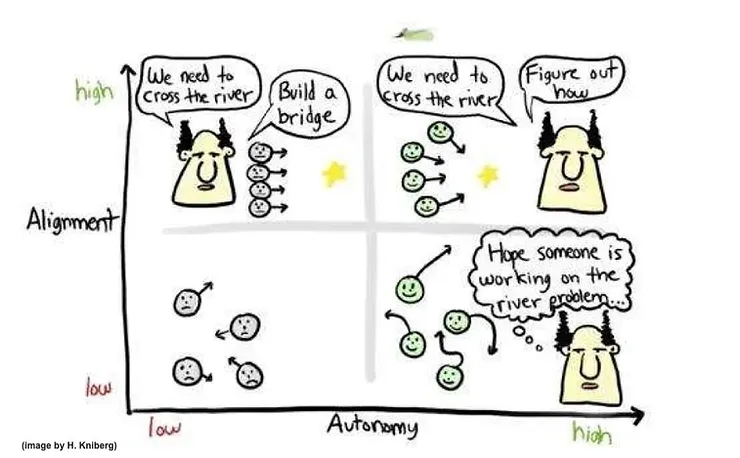 We need to
cross the river
Build a
bridge
We need to
cross the river
Figure out
how
high
Alignment
Hope someone is
working on the
river problem...
low
low
Autonomy
high
(image by H. Kniberg)